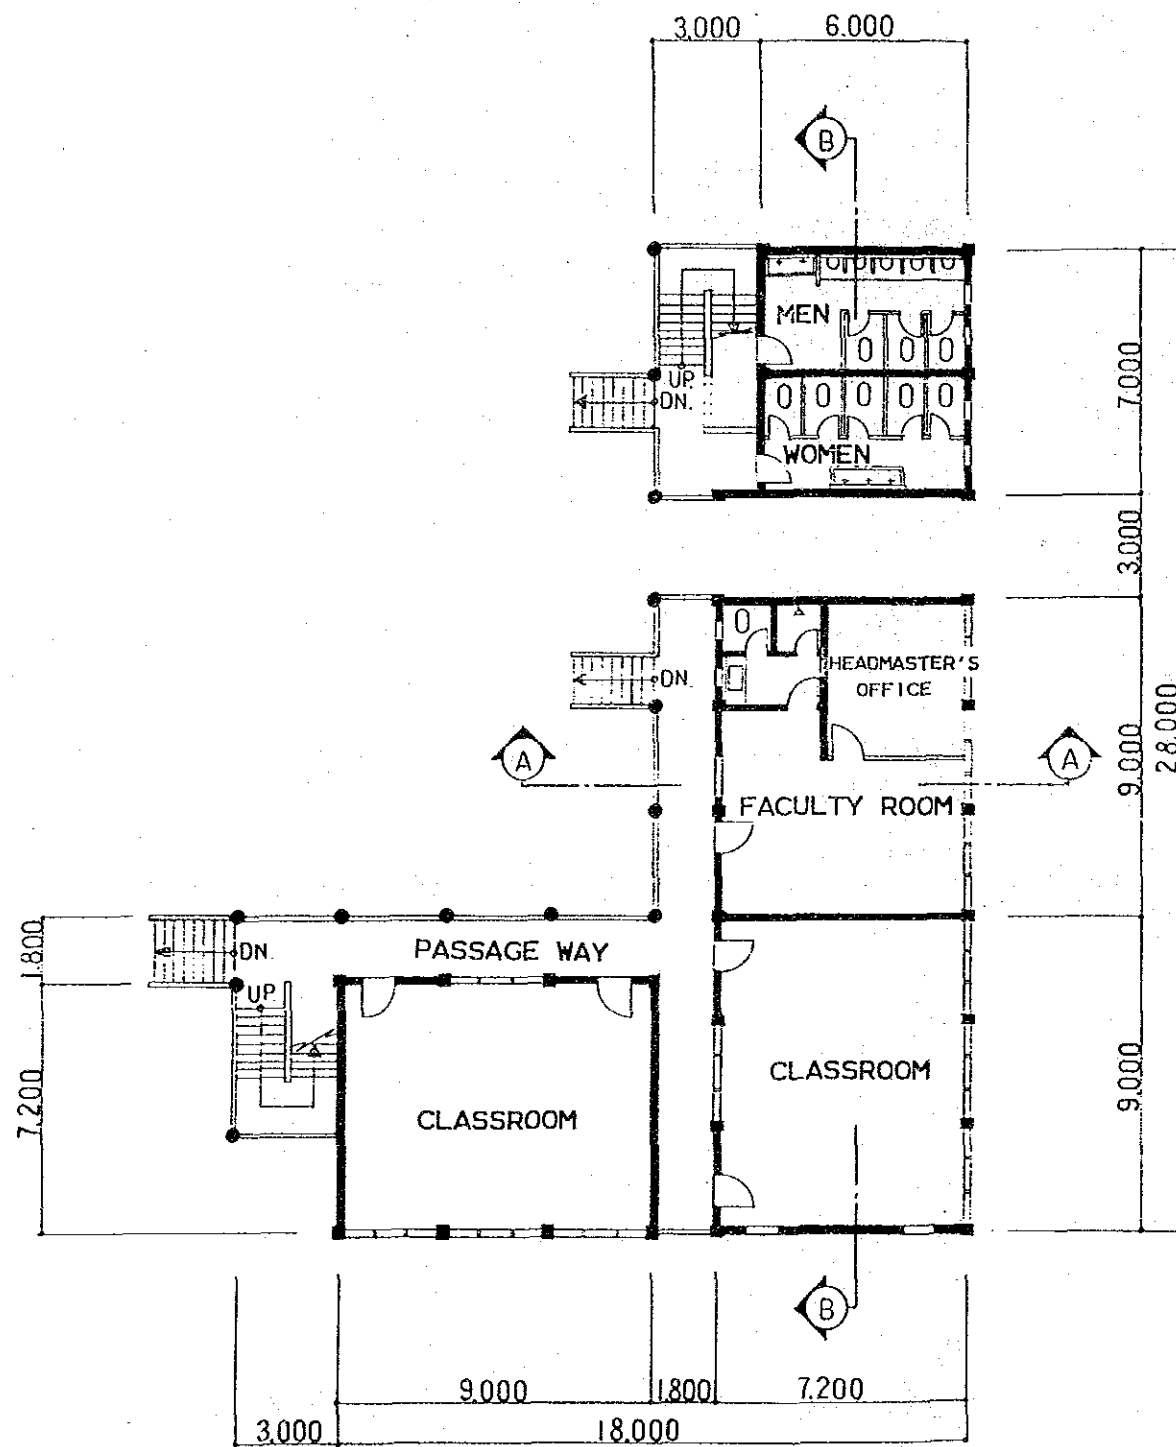 3,000
6.000
B
MEN
UP
DN.
WOMEN
7.000
3.000
DN
HEADMASTER'S
OFFICE
A
A
FACULTY ROOM
9.000
28.000
1.800
DN.
PASSAGE WAY
UP
7.200
CLASSROOM
CLASSROOM
9.000
B
9.000
1.800
7.200
3.000
18.000